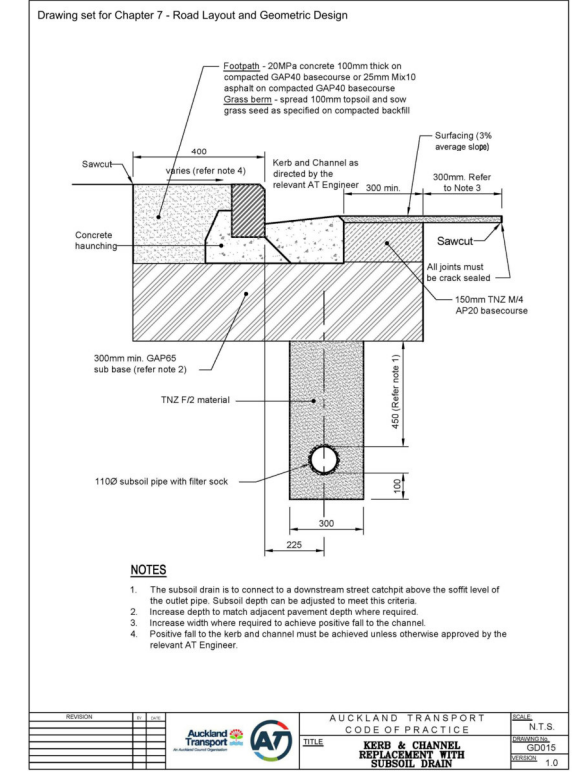 Drawing set for Chapter 7 - Road Layout and Geometric Design
Footpath - 20MPa concrete 100mm thick on
compacted GAP40 basecourse or 25mm Mix10
asphalt on compacted GAP40 basecourse
Grass berm - spread 100mm topsoil and sow
grass seed as specified on compacted backfill
Surfacing (3%
average slope)
400
Sawcut
varies (refer note 4)
Kerb and Channel as
directed by the
relevant AT Engineer
300 min.
300mm. Refer
to Note 3
Concrete
haunching
Sawcut
All joints must
be crack sealed
150mm TNZ M/4
AP20 basecourse
300mm min. GAP65
sub base (refer note 2)
450 (Refer note 1)
TNZ F/2 material
110Ø subsoil pipe with filter sock
100
300
225
NOTES
1. The subsoil drain is to connect to a downstream street catchpit above the soffit level of
the outlet pipe. Subsoil depth can be adjusted to meet this criteria.
2. Increase depth to match adjacent pavement depth where required.
3. Increase width where required to achieve positive fall to the channel.
4. Positive fall to the kerb and channel must be achieved unless otherwise approved by the
relevant AT Engineer.
REVISION BY DATE
Auckland
Transport
An Auckland Council Organisation
AT
AUCKLAND TRANSPORT
CODE OF PRACTICE
TITLE
KERB & CHANNEL
REPLACEMENT WITH
SUBSOIL DRAIN
SCALE
N.T.S.
DRAWING No.
GD015
VERSION 1.0